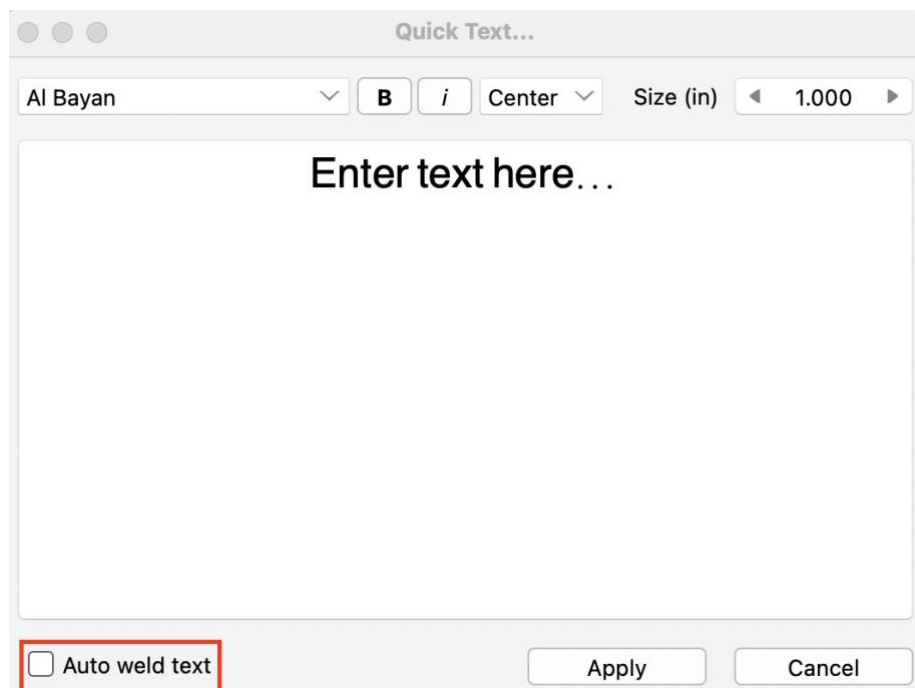 Quick Text...
Al Bayan B i Center Size (in) 1.000
Enter text here...
Auto weld text Apply Cancel